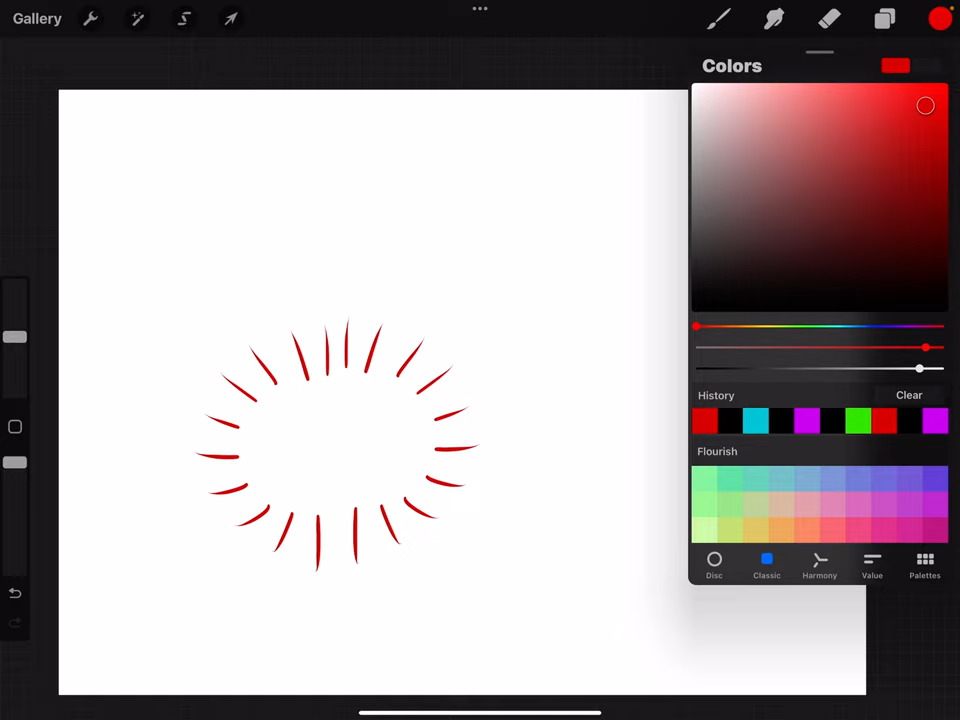 Gallery
Colors
History
Clear
Flourish
Disc
Classic
Harmony
Value
Palettes